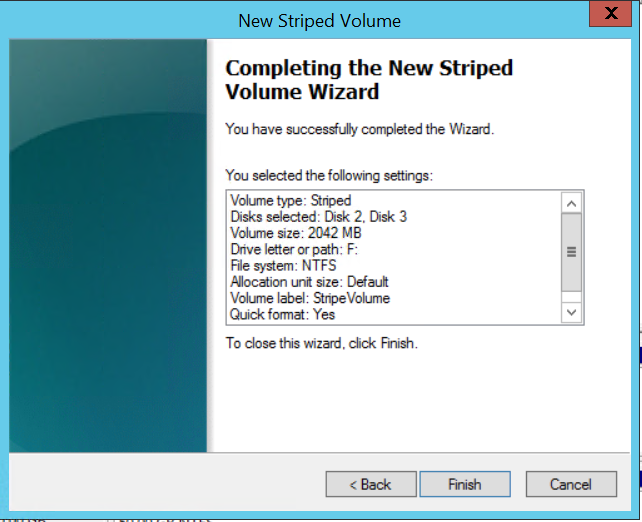 New Striped Volume
x
Completing the New Striped
Volume Wizard
You have successfully completed the Wizard.
You selected the following settings:
Volume type: Striped
Disks selected: Disk 2, Disk 3
Volume size: 2042 MB
Drive letter or path: F:
File system: NTFS
Allocation unit size: Default
Volume label: StripeVolume
Quick format: Yes
To close this wizard, click Finish.
< Back
Finish
Cancel